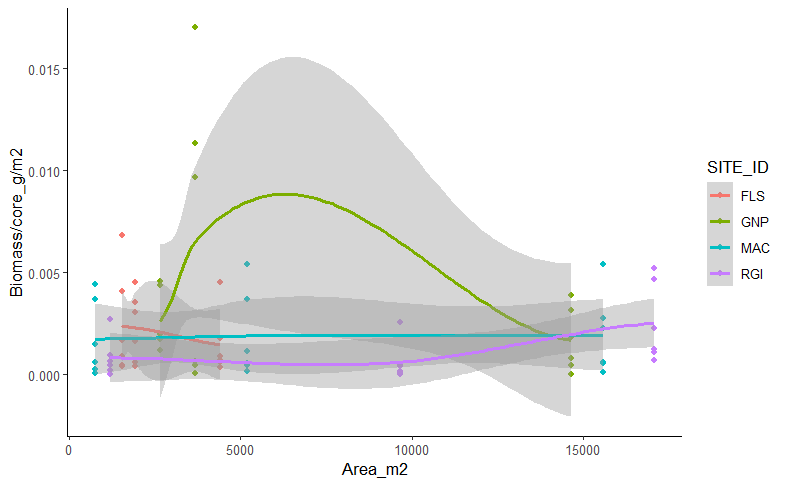 0.015
0.010
0.005
0.000
Biomass/core_g/m2
0
5000
10000
15000
Area_m2
SITE_ID
FLS
GNP
MAC
RGI